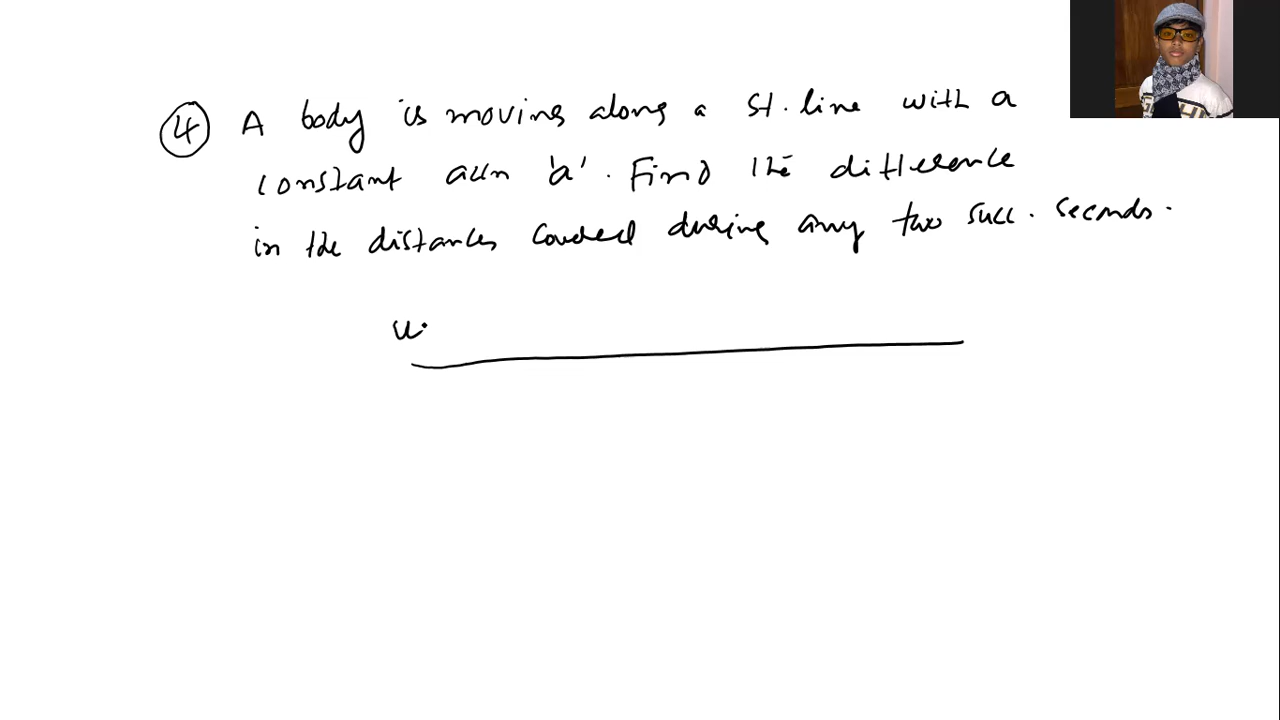 4 A body is moving along a st. line with a
constant accn 'a'. Find the difference
in the distances covered during any two succ. seconds.
u